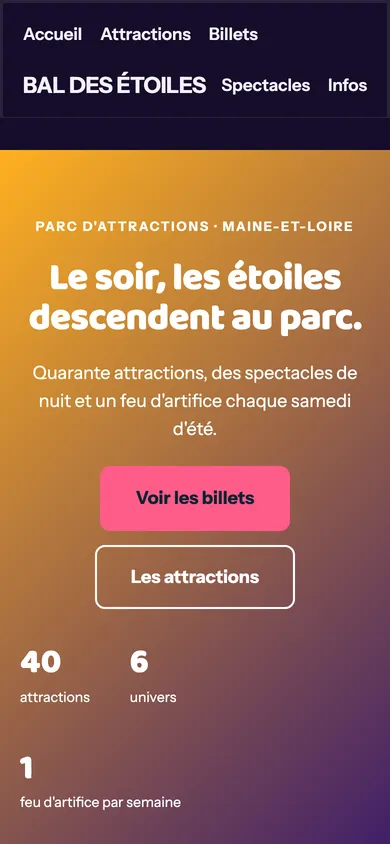 Accueil Attractions Billets
BAL DES ÉTOILES Spectacles Infos
PARC D'ATTRACTIONS · MAINE-ET-LOIRE
Le soir, les étoiles
descendent au parc.
Quarante attractions, des spectacles de
nuit et un feu d'artifice chaque samedi
d'été.
Voir les billets
Les attractions
40 6
attractions univers
1
feu d'artifice par semaine